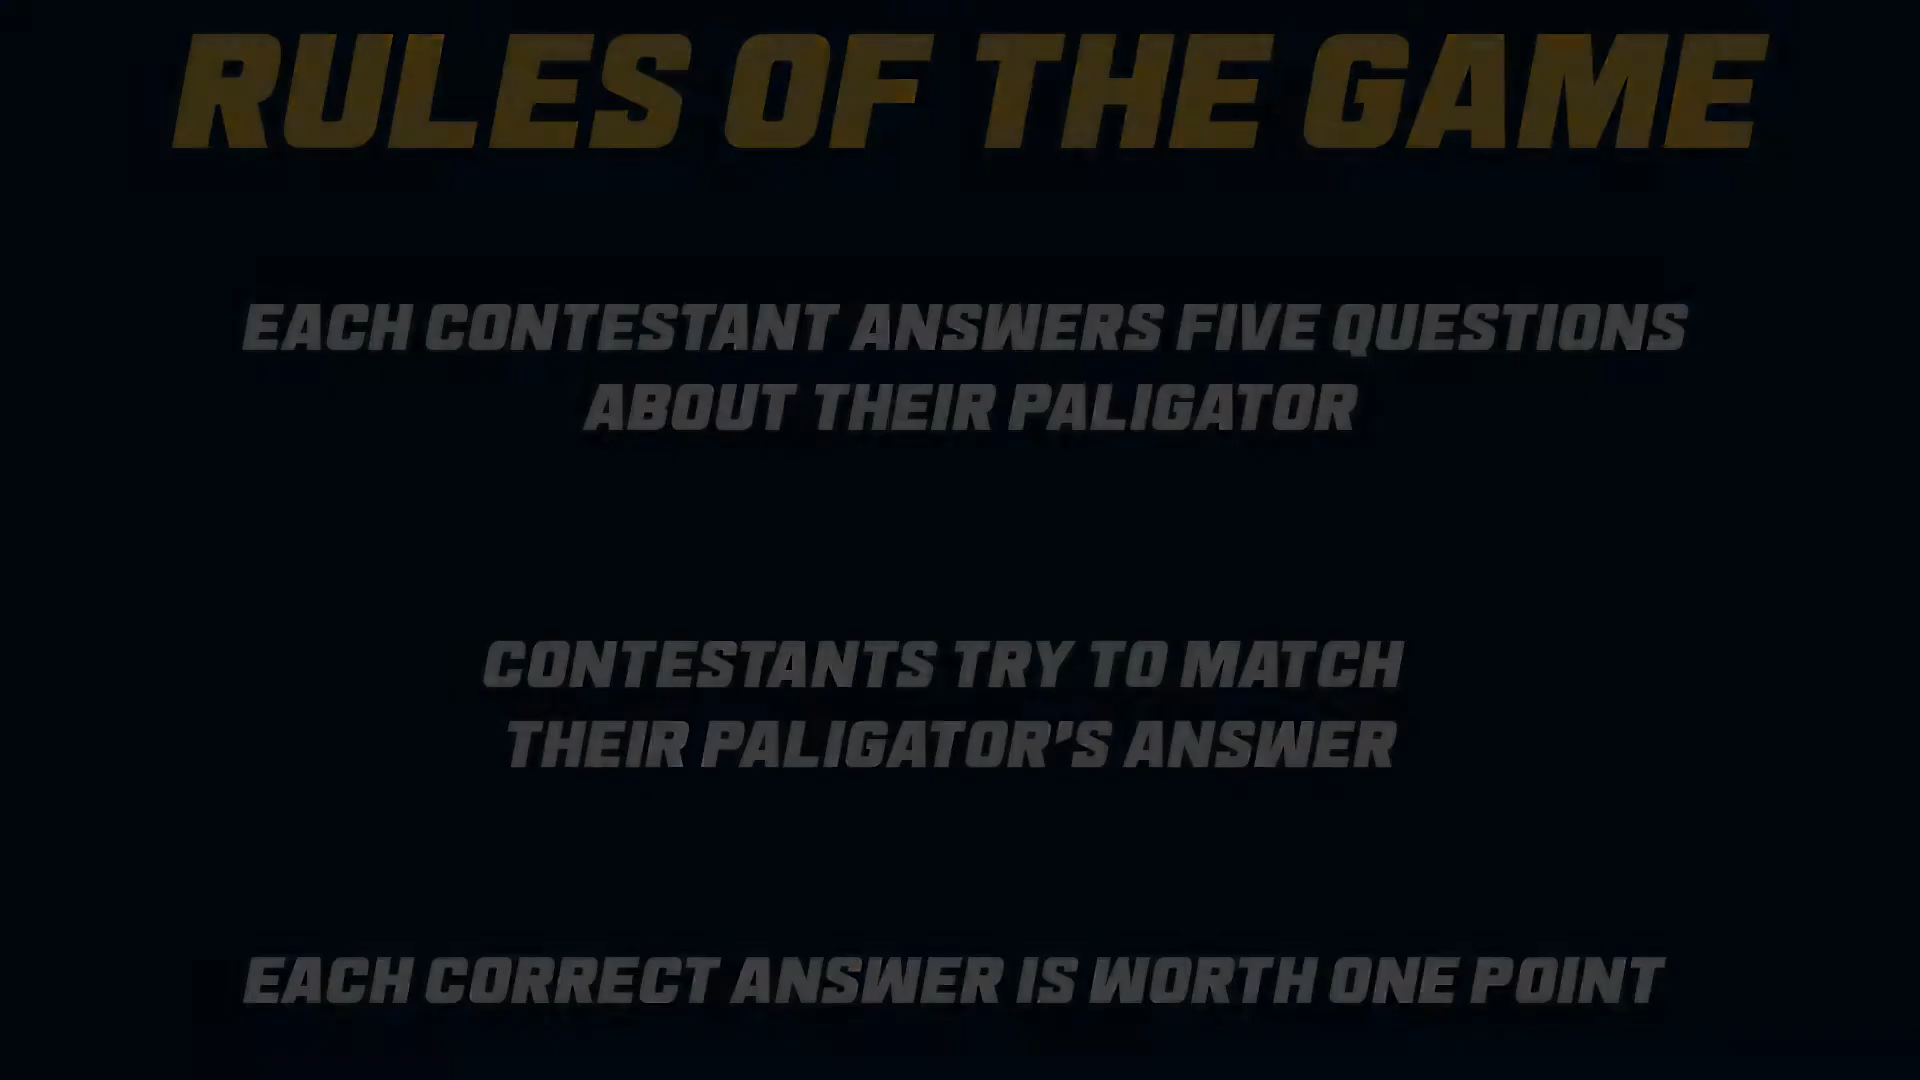 RULES OF THE GAME
EACH CONTESTANT ANSWERS FIVE QUESTIONS
ABOUT THEIR PALIGATOR
CONTESTANTS TRY TO MATCH
THEIR PALIGATOR'S ANSWER
EACH CORRECT ANSWER IS WORTH ONE POINT